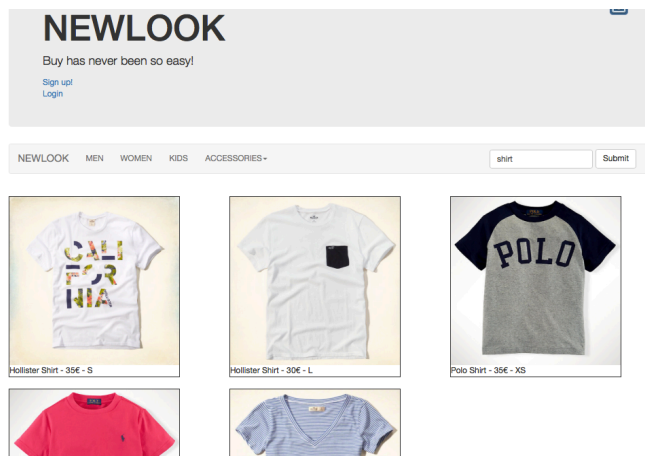 NEWLOOK
Buy has never been so easy!
Sign up!
Login
NEWLOOK MEN WOMEN KIDS ACCESSORIES
shirt Submit
CALI
FOR
NIA
POLO
Hollister Shirt - 35€ - S
Hollister Shirt - 30€ - L
Polo Shirt - 35€ - XS